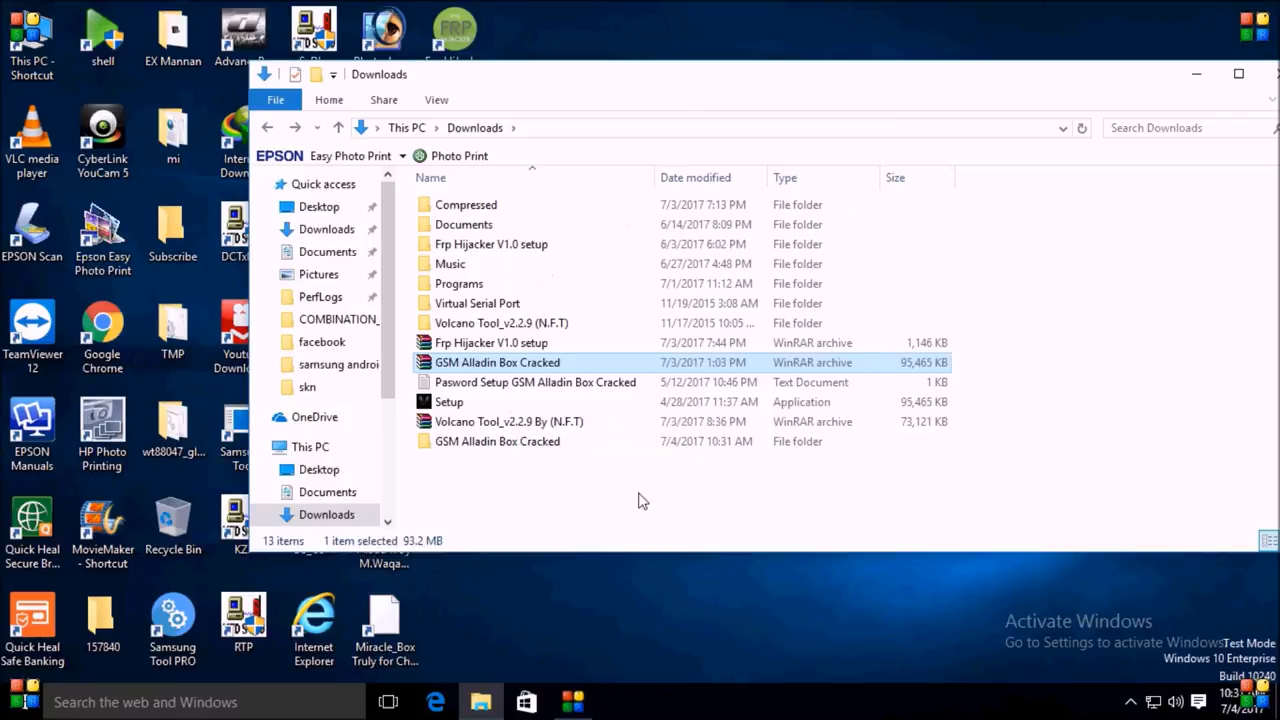 This PC - Shortcut
shell
EX Mannan
FRP
Downloads
File
Home
Share
View
This PC
Downloads
Search Downloads
EPSON
Easy Photo Print
Photo Print
VLC media player
CyberLink YouCam 5
mi
Name
Date modified
Type
Size
Quick access
Desktop
Downloads
Documents
Pictures
PerfLogs
COMBINATION_
facebook
samsung androi
skn
OneDrive
This PC
Desktop
Documents
Downloads
Compressed 7/3/2017 7:13 PM File folder
Documents 6/14/2017 8:09 PM File folder
Frp Hijacker V1.0 setup 6/3/2017 6:02 PM File folder
Music 6/27/2017 4:48 PM File folder
Programs 7/1/2017 11:12 AM File folder
Virtual Serial Port 11/19/2015 3:08 AM File folder
Volcano Tool_v2.2.9 (N.F.T) 11/17/2015 10:05 ... File folder
Frp Hijacker V1.0 setup 7/3/2017 7:44 PM WinRAR archive 1,146 KB
GSM Alladin Box Cracked 7/3/2017 1:03 PM WinRAR archive 95,465 KB
Pasword Setup GSM Alladin Box Cracked 5/12/2017 10:46 PM Text Document 1 KB
Setup 4/28/2017 11:37 AM Application 95,465 KB
Volcano Tool_v2.2.9 By (N.F.T) 7/3/2017 8:36 PM WinRAR archive 73,121 KB
GSM Alladin Box Cracked 7/4/2017 10:31 AM File folder
13 items 1 item selected 93.2 MB
EPSON Scan
Epson Easy Photo Print
Subscribe
TeamViewer 12
Google Chrome
TMP
EPSON Manuals
HP Photo Printing
wt88047_gl...
Quick Heal Secure Br...
MovieMaker - Shortcut
Recycle Bin
M.Waqa...
Quick Heal Safe Banking
157840
Samsung Tool PRO
RTP
Internet Explorer
Miracle_Box Truly for Ch...
Activate Windows
Go to Settings to activate Windows
Test Mode
Windows 10 Enterprise
Build 10240
Search the web and Windows